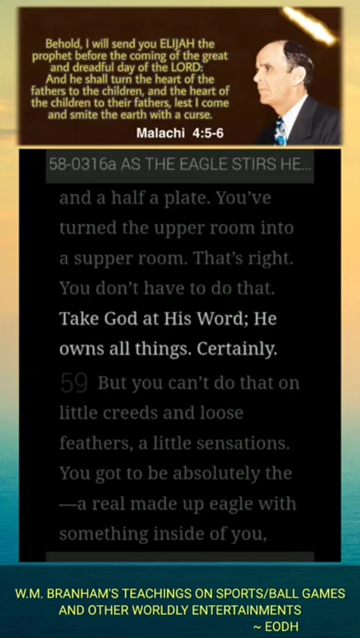 Behold, I will send you ELIJAH the
prophet before the coming of the great
and dreadful day of the LORD:
And he shall turn the heart of the
fathers to the children, and the heart of
the children to their fathers, lest I come
and smite the earth with a curse.
Malachi 4:5-6
58-0316a AS THE EAGLE STIRS HE...
and a half a plate. You’ve
turned the upper room into
a supper room. That’s right.
You don’t have to do that.
Take God at His Word; He
owns all things. Certainly.
59 But you can’t do that on
little creeds and loose
feathers, a little sensations.
You got to be absolutely the
—a real made up eagle with
something inside of you,
W.M. BRANHAM'S TEACHINGS ON SPORTS/BALL GAMES
AND OTHER WORLDLY ENTERTAINMENTS
~ EODH